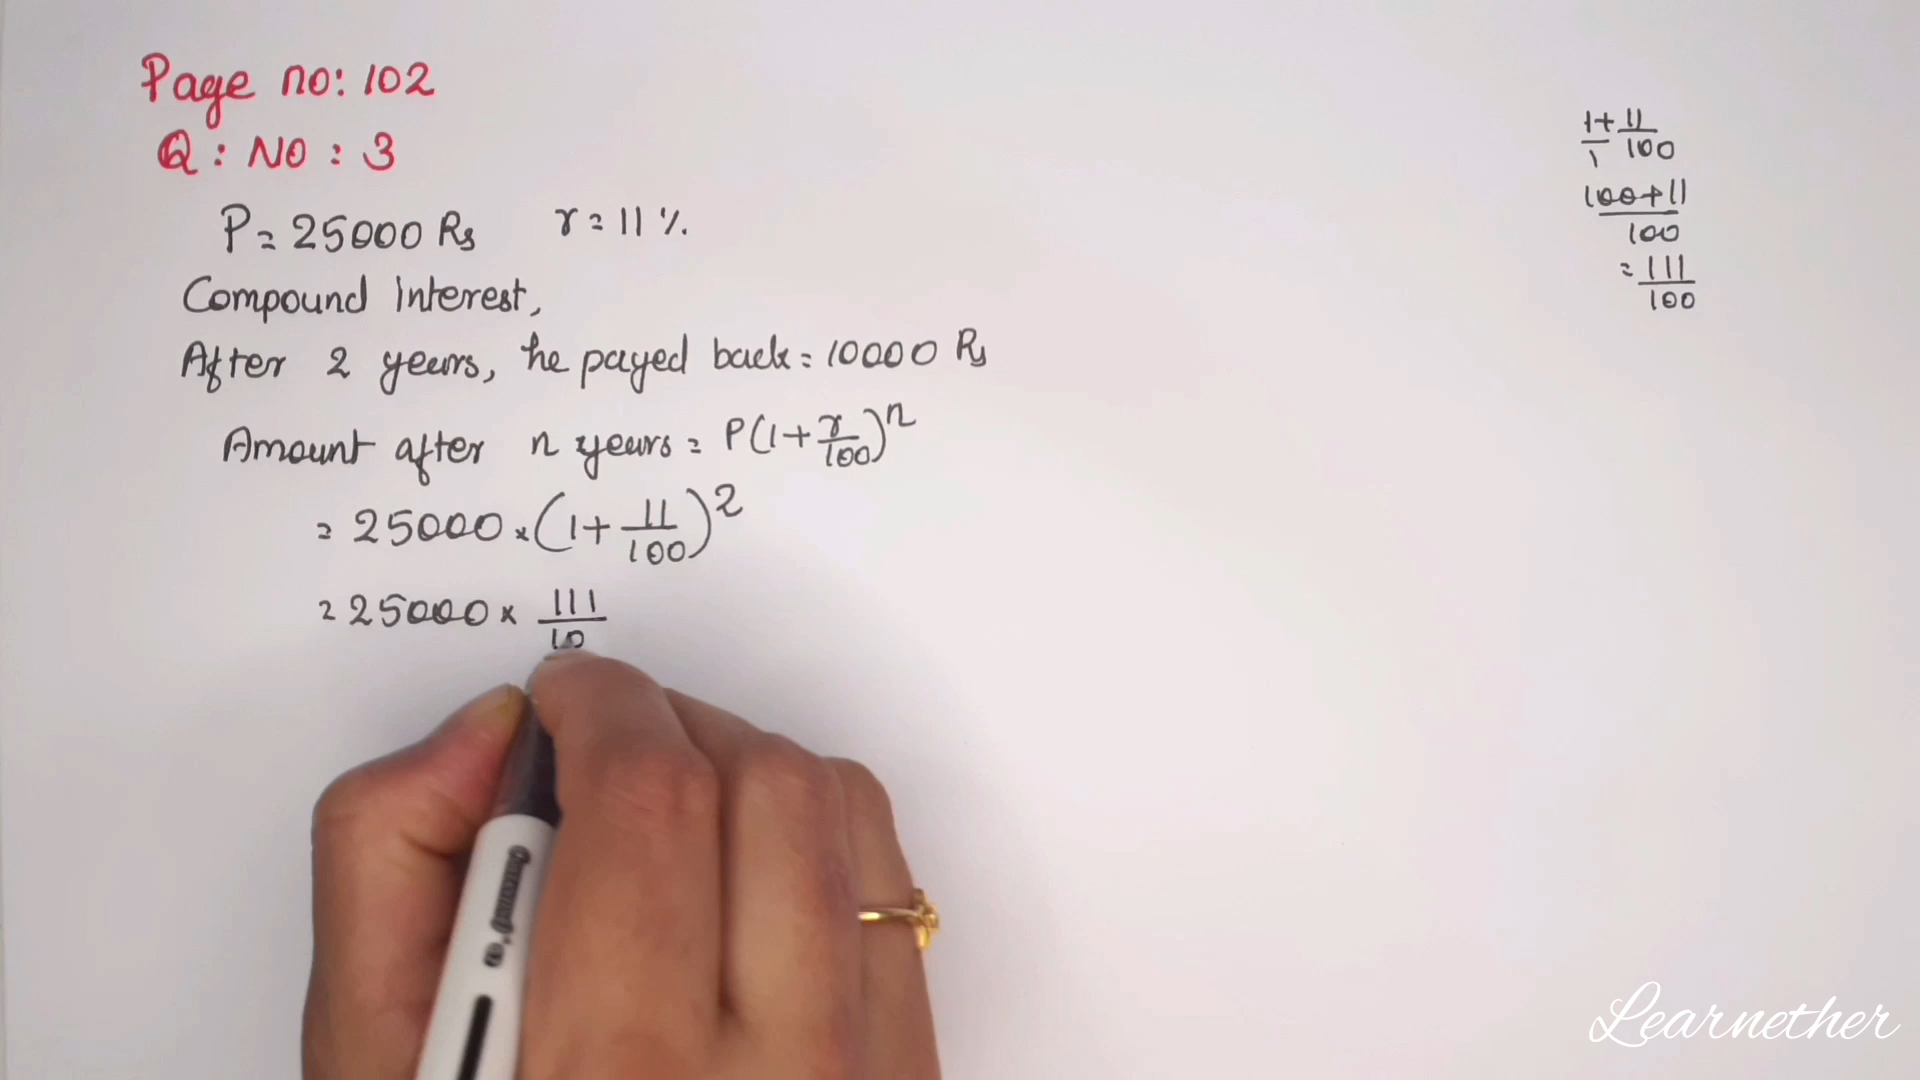 Page no: 102
Q: NO: 3
P = 25000 Rs r = 11 %.
Compound interest,
After 2 years, he payed back = 10000 Rs
Amount after n years = P(1+r/100)^n
= 25000 × (1+11/100)^2
= 25000 × 111/10
1/1+11/100
100+11/100
= 111/100
Learnether